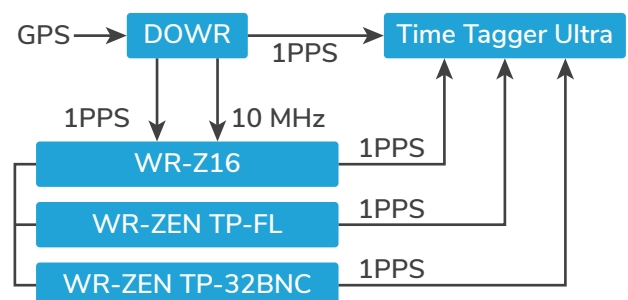 GPS
DOWR
1PPS
Time Tagger Ultra
1PPS
10 MHz
WR-Z16
1PPS
WR-ZEN TP-FL
1PPS
WR-ZEN TP-32BNC
1PPS